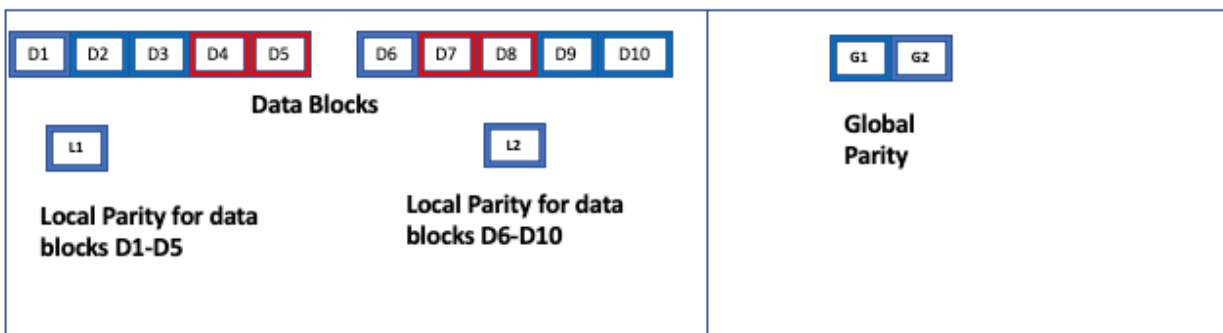 D1 D2 D3 D4 D5 D6 D7 D8 D9 D10 G1 G2
Data Blocks
L1 L2
Global
Parity
Local Parity for data
blocks D1-D5
Local Parity for data
blocks D6-D10